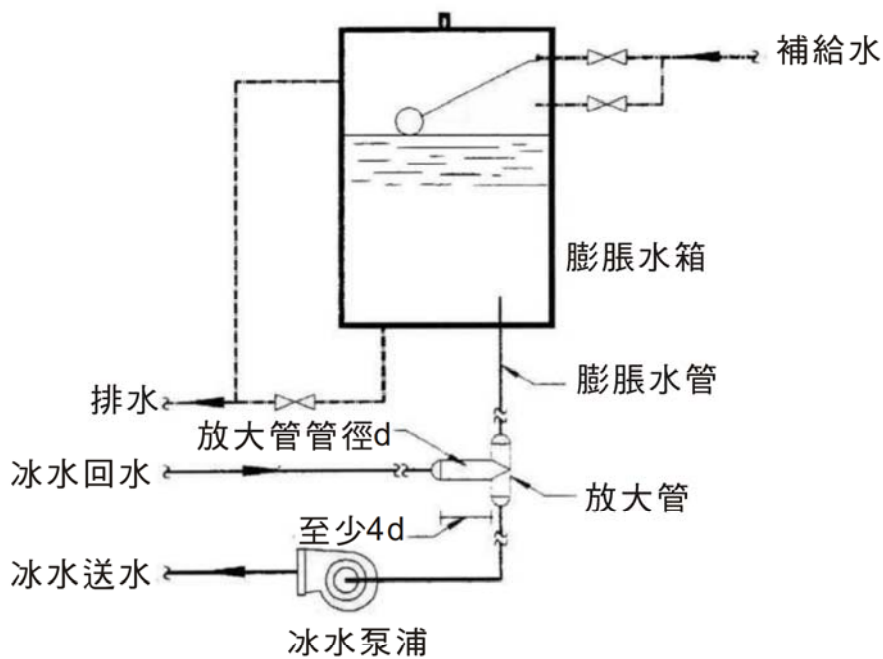 補給水
膨脹水箱
膨脹水管
排水
放大管管徑d
冰水回水
放大管
至少4d
冰水送水
冰水泵浦